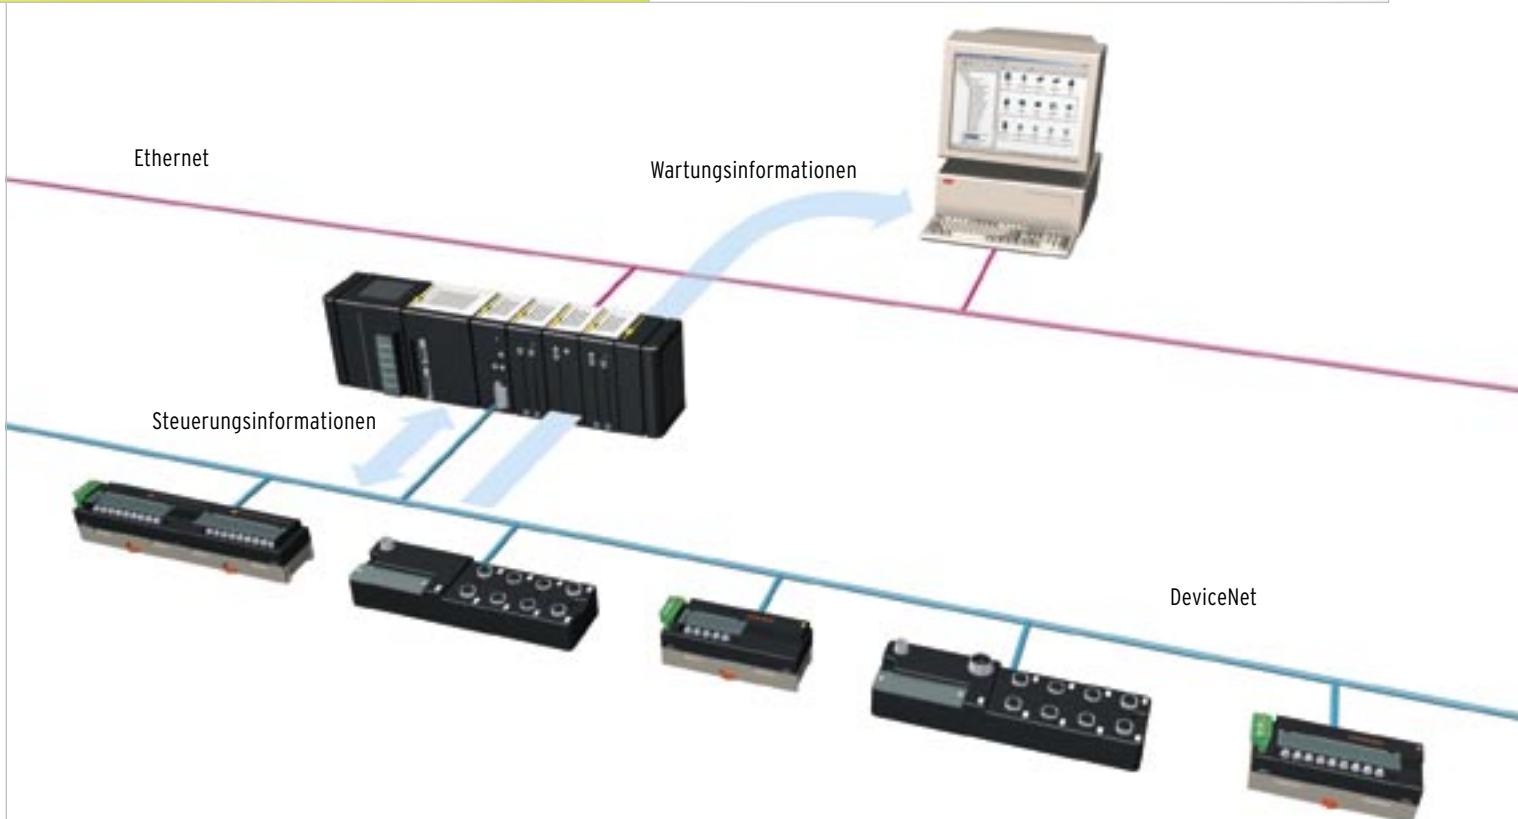 Ethernet
Wartungsinformationen
Steuerungsinformationen
DeviceNet